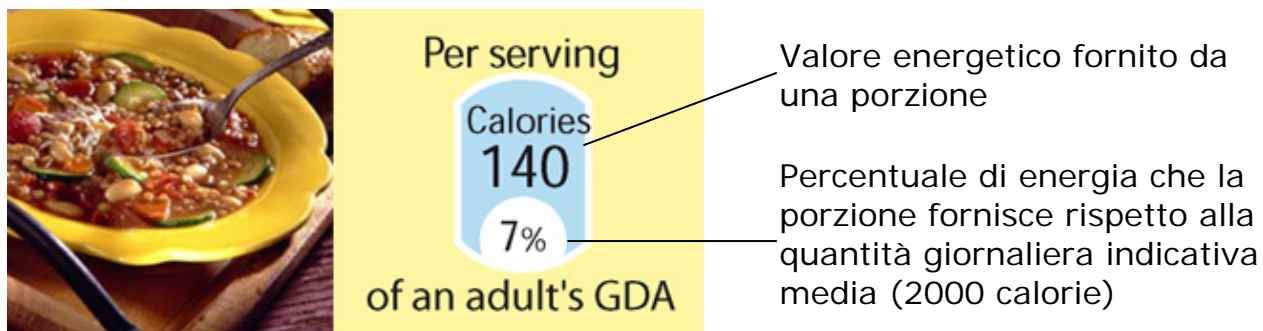 Per serving
Calories
140
7%
of an adult's GDA
Valore energetico fornito da
una porzione
Percentuale di energia che la
porzione fornisce rispetto alla
quantità giornaliera indicativa
media (2000 calorie)